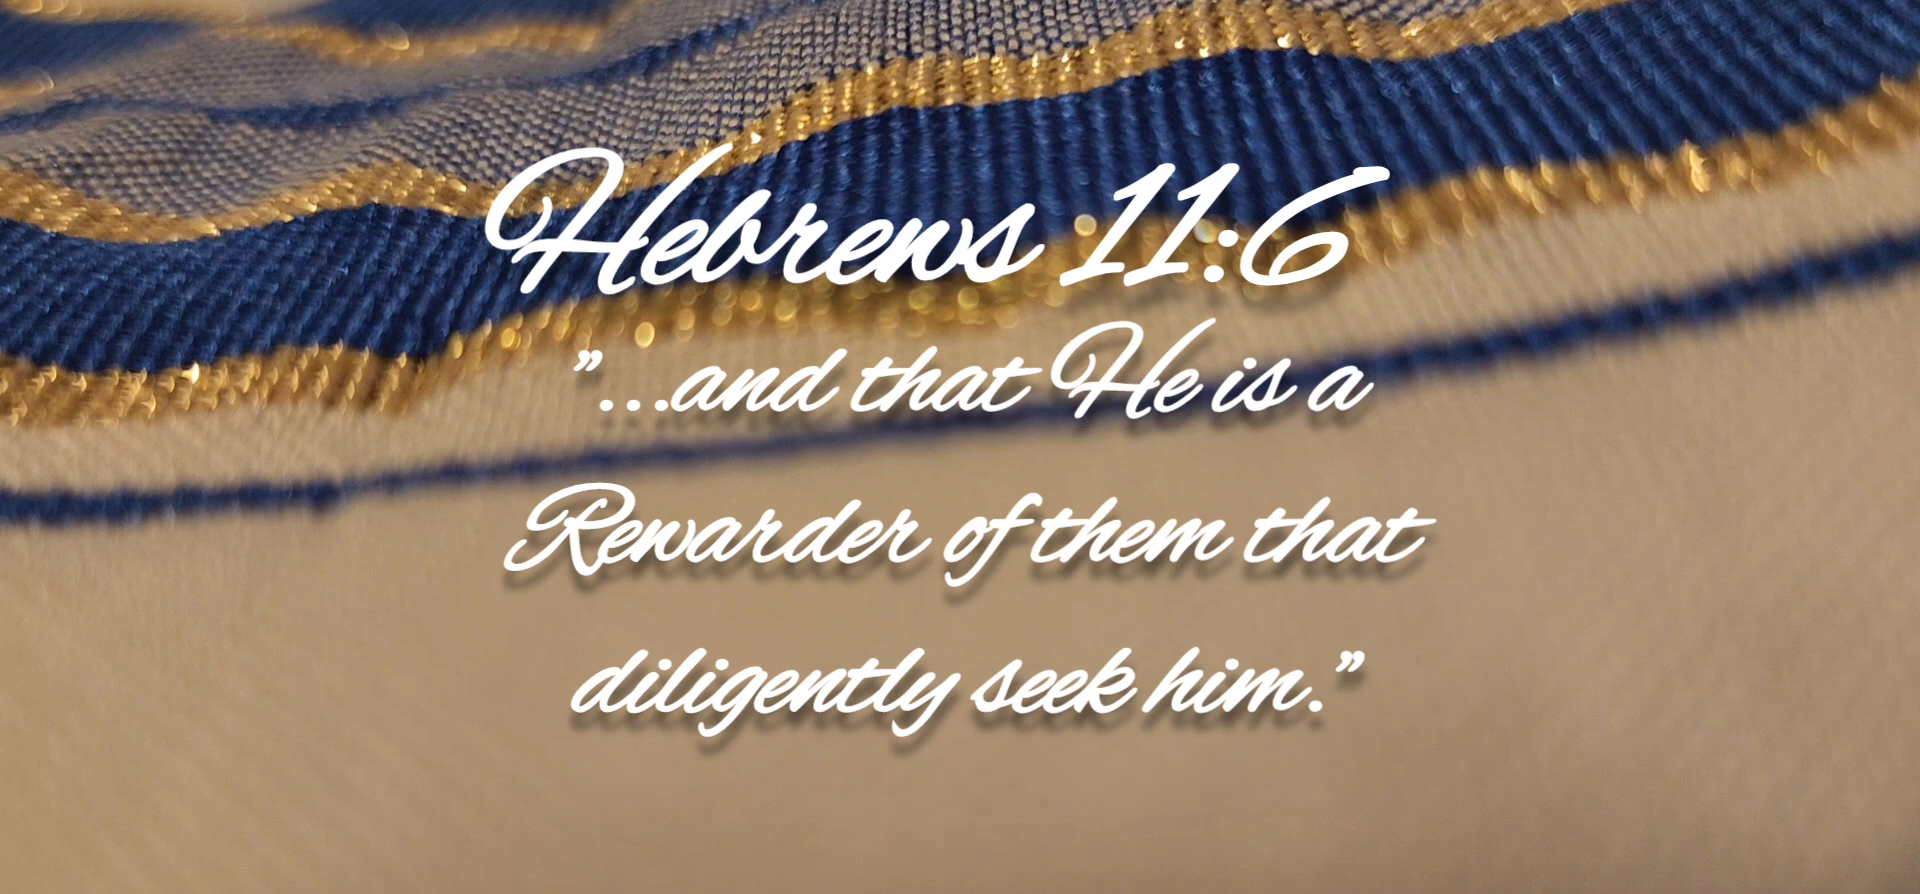 Hebrews 11:6
"...and that He is a
Rewarder of them that
diligently seek him."